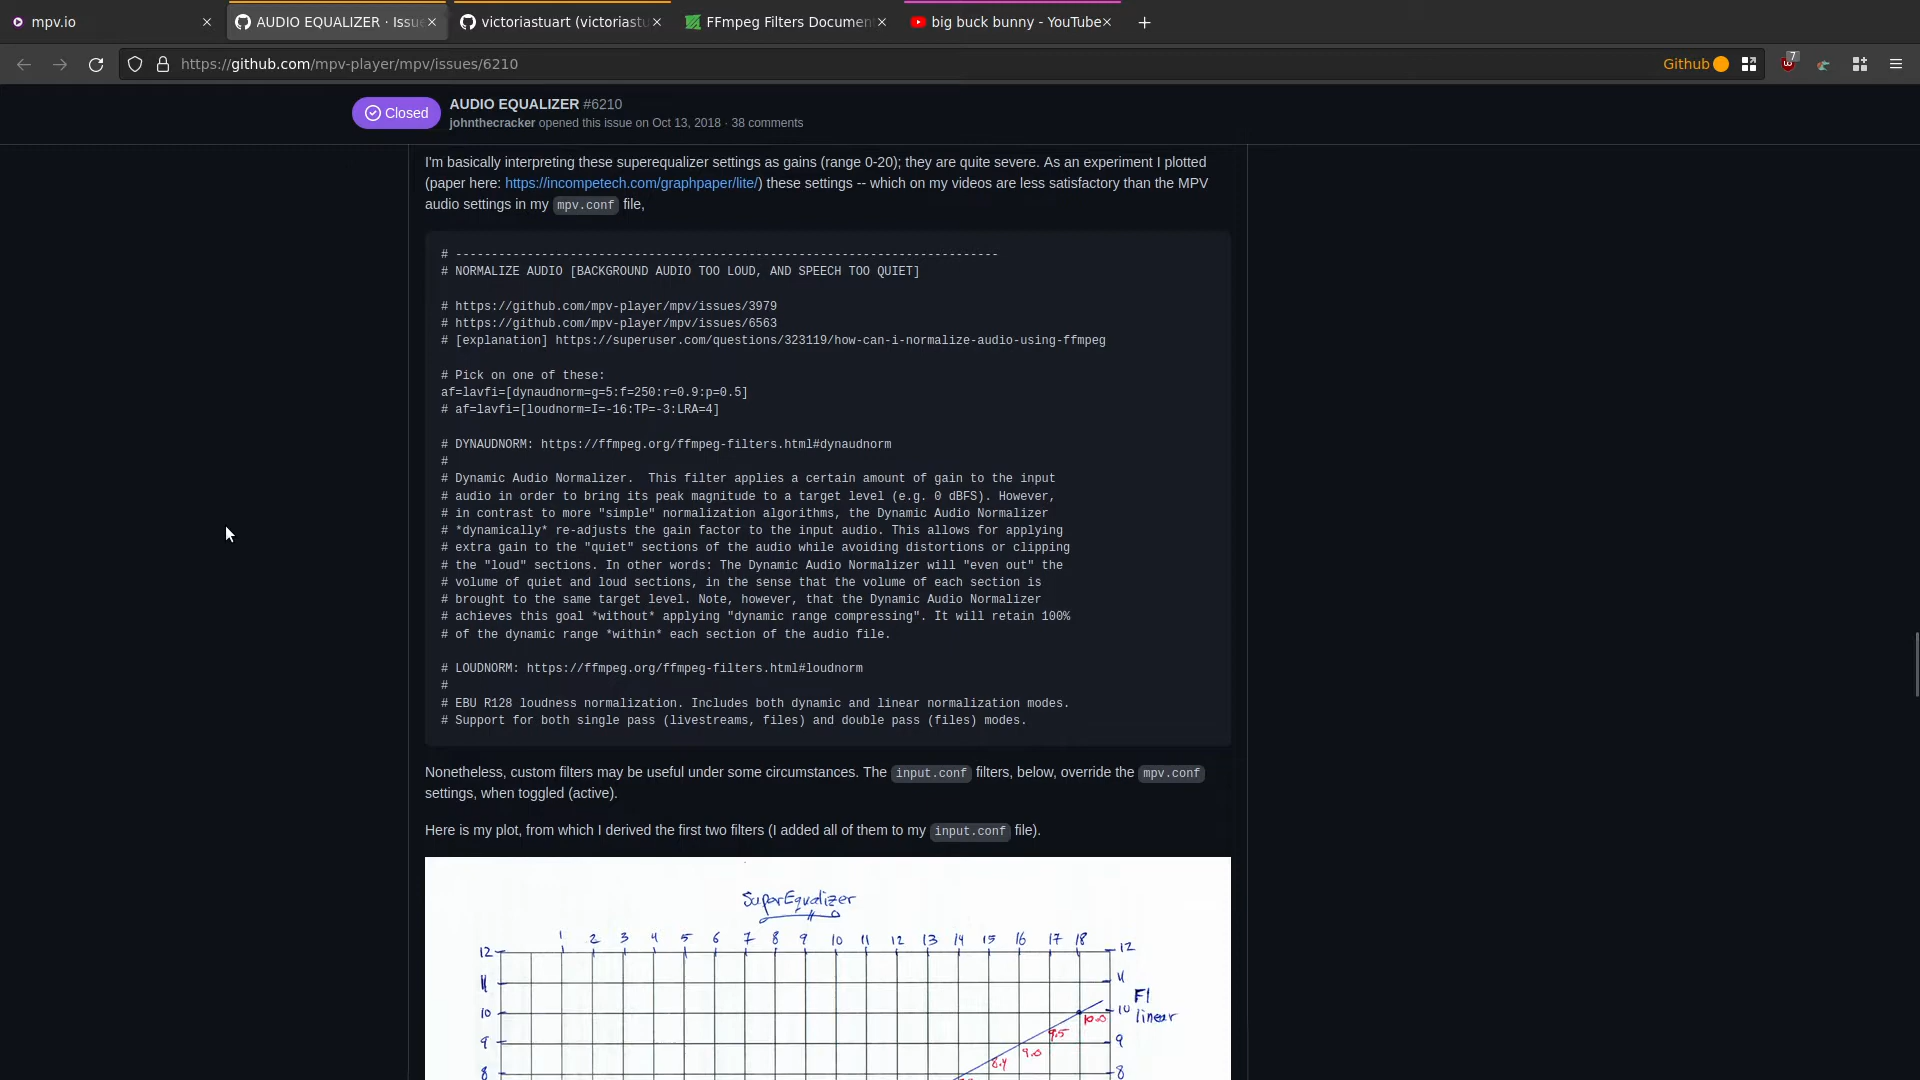 mpv.io
AUDIO EQUALIZER · Issu
victoriastuart (victoriastu
FFmpeg Filters Documen
big buck bunny - YouTube
https://github.com/mpv-player/mpv/issues/6210
Github
7
Closed
AUDIO EQUALIZER #6210
johnthecracker opened this issue on Oct 13, 2018 · 38 comments
I'm basically interpreting these superequalizer settings as gains (range 0-20); they are quite severe. As an experiment I plotted
(paper here: https://incompetech.com/graphpaper/lite/) these settings -- which on my videos are less satisfactory than the MPV
audio settings in my mpv.conf file,
# ----------------------------------------------------------------------------
# NORMALIZE AUDIO [BACKGROUND AUDIO TOO LOUD, AND SPEECH TOO QUIET]
# https://github.com/mpv-player/mpv/issues/3979
# https://github.com/mpv-player/mpv/issues/6563
# [explanation] https://superuser.com/questions/323119/how-can-i-normalize-audio-using-ffmpeg
# Pick on one of these:
af=lavfi=[dynaudnorm=g=5:f=250:r=0.9:p=0.5]
# af=lavfi=[loudnorm=I=-16:TP=-3:LRA=4]
# DYNAUDNORM: https://ffmpeg.org/ffmpeg-filters.html#dynaudnorm
#
# Dynamic Audio Normalizer.  This filter applies a certain amount of gain to the input
# audio in order to bring its peak magnitude to a target level (e.g. 0 dBFS). However,
# in contrast to more "simple" normalization algorithms, the Dynamic Audio Normalizer
# *dynamically* re-adjusts the gain factor to the input audio. This allows for applying
# extra gain to the "quiet" sections of the audio while avoiding distortions or clipping
# the "loud" sections. In other words: The Dynamic Audio Normalizer will "even out" the
# volume of quiet and loud sections, in the sense that the volume of each section is
# brought to the same target level. Note, however, that the Dynamic Audio Normalizer
# achieves this goal *without* applying "dynamic range compressing". It will retain 100%
# of the dynamic range *within* each section of the audio file.
# LOUDNORM: https://ffmpeg.org/ffmpeg-filters.html#loudnorm
#
# EBU R128 loudness normalization. Includes both dynamic and linear normalization modes.
# Support for both single pass (livestreams, files) and double pass (files) modes.
Nonetheless, custom filters may be useful under some circumstances. The input.conf filters, below, override the mpv.conf
settings, when toggled (active).
Here is my plot, from which I derived the first two filters (I added all of them to my input.conf file).
SuperEqualizer
1 2 3 4 5 6 7 8 9 10 11 12 13 14 15 16 17 18
12 12
11 11
F1
10 10 linear
10.0
9.5
9 9
9.0
8.4
8 8